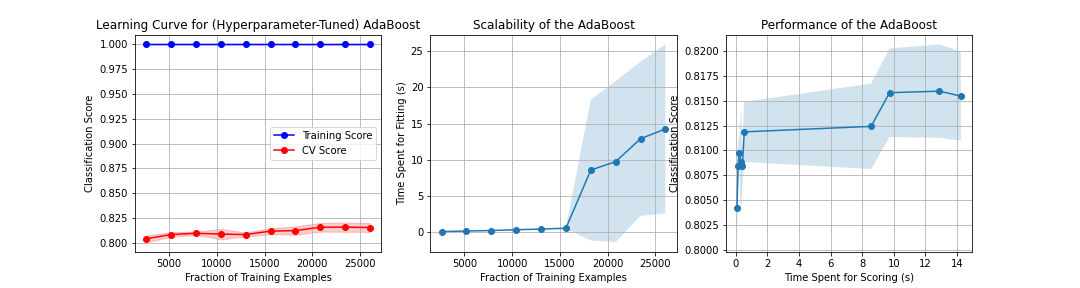 Learning Curve for (Hyperparameter-Tuned) AdaBoost
Classification Score
1.000
0.975
0.950
0.925
0.900
0.875
0.850
0.825
0.800
Training Score
CV Score
5000 10000 15000 20000 25000
Fraction of Training Examples
Scalability of the AdaBoost
Time Spent for Fitting (s)
25
20
15
10
5
0
5000 10000 15000 20000 25000
Fraction of Training Examples
Performance of the AdaBoost
Classification Score
0.8200
0.8175
0.8150
0.8125
0.8100
0.8075
0.8050
0.8025
0.8000
0 2 4 6 8 10 12 14
Time Spent for Scoring (s)